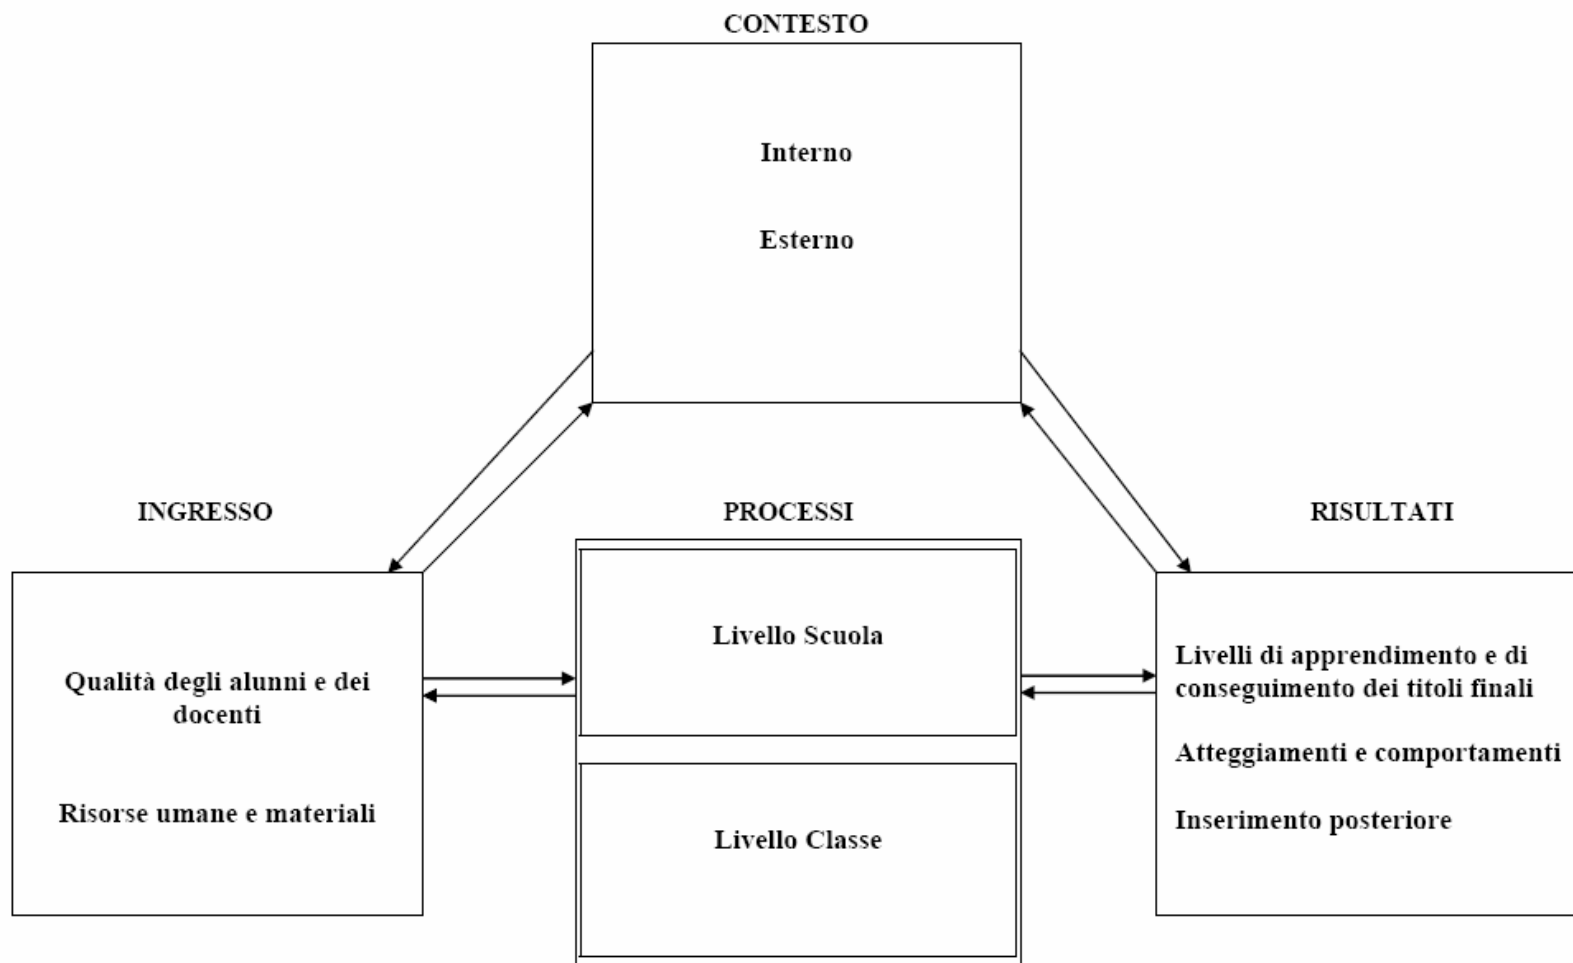 CONTESTO
Interno
Esterno
INGRESSO
PROCESSI
RISULTATI
Qualità degli alunni e dei
docenti
Risorse umane e materiali
Livello Scuola
Livello Classe
Livelli di apprendimento e di
conseguimento dei titoli finali
Atteggiamenti e comportamenti
Inserimento posteriore